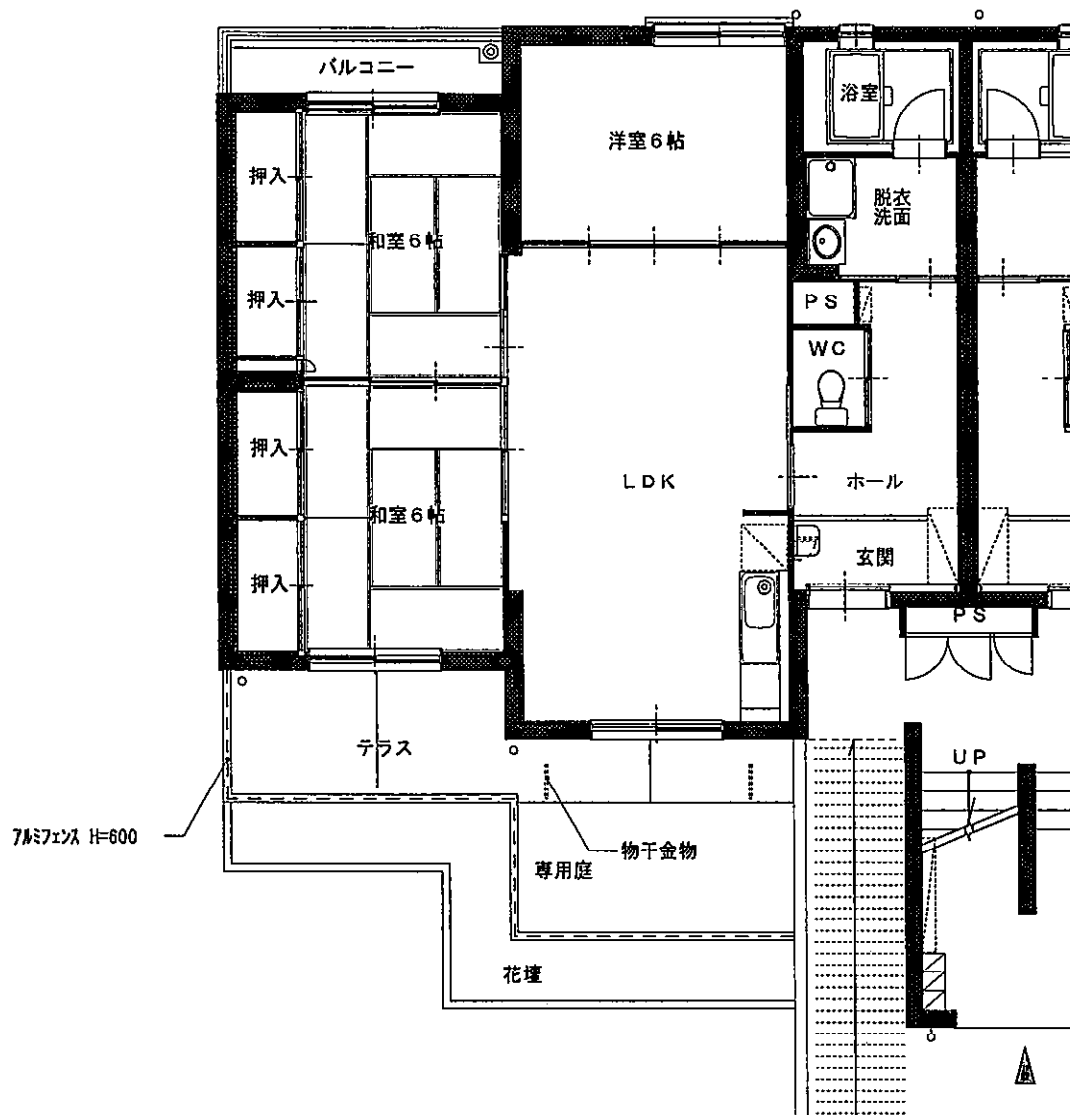 バルコニー
浴室
洋室6帖
押入
脱衣
洗面
和室6帖
押入
PS
WC
押入
LDK
ホール
和室6帖
玄関
押入
PS
テラス
UP
アルミフェンス H=600
物干金物
専用庭
花壇